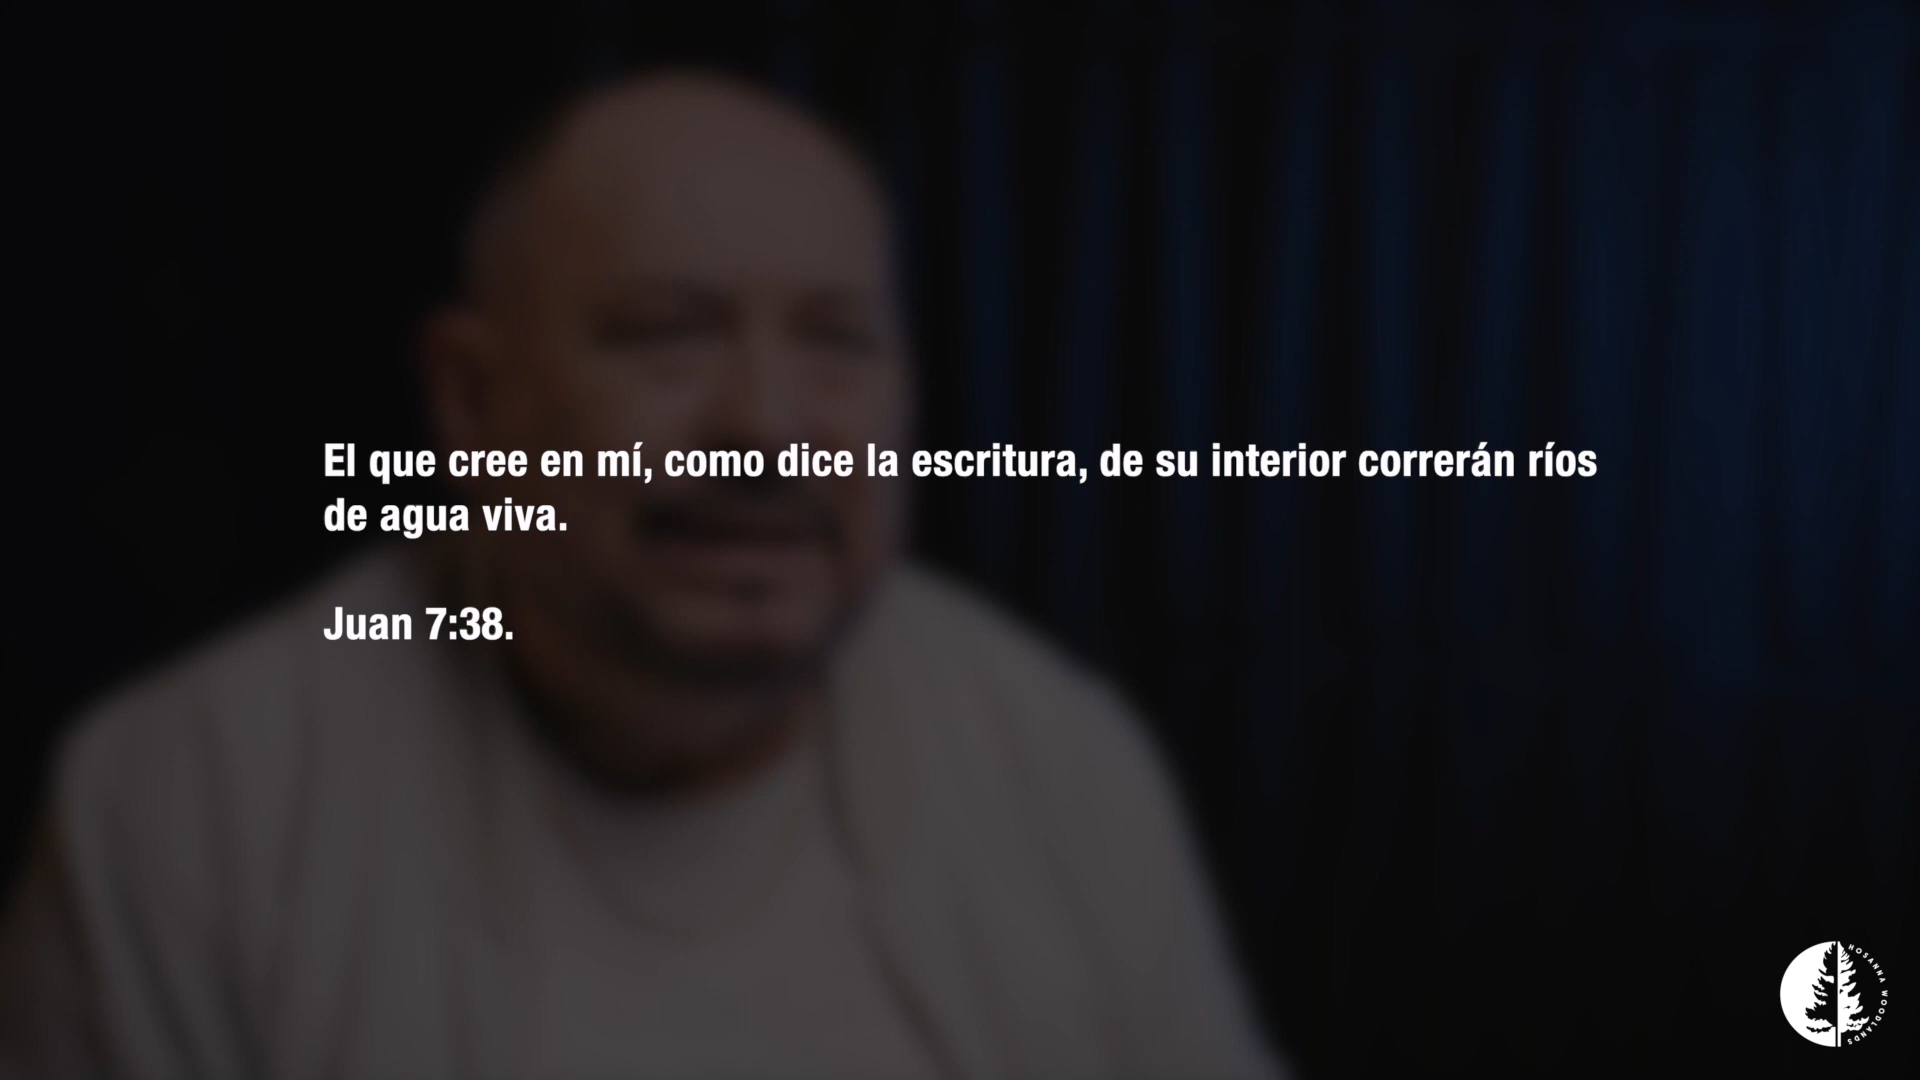 El que cree en mí, como dice la escritura, de su interior correrán ríos
de agua viva.
Juan 7:38.
HOSANNA WOODLANDS